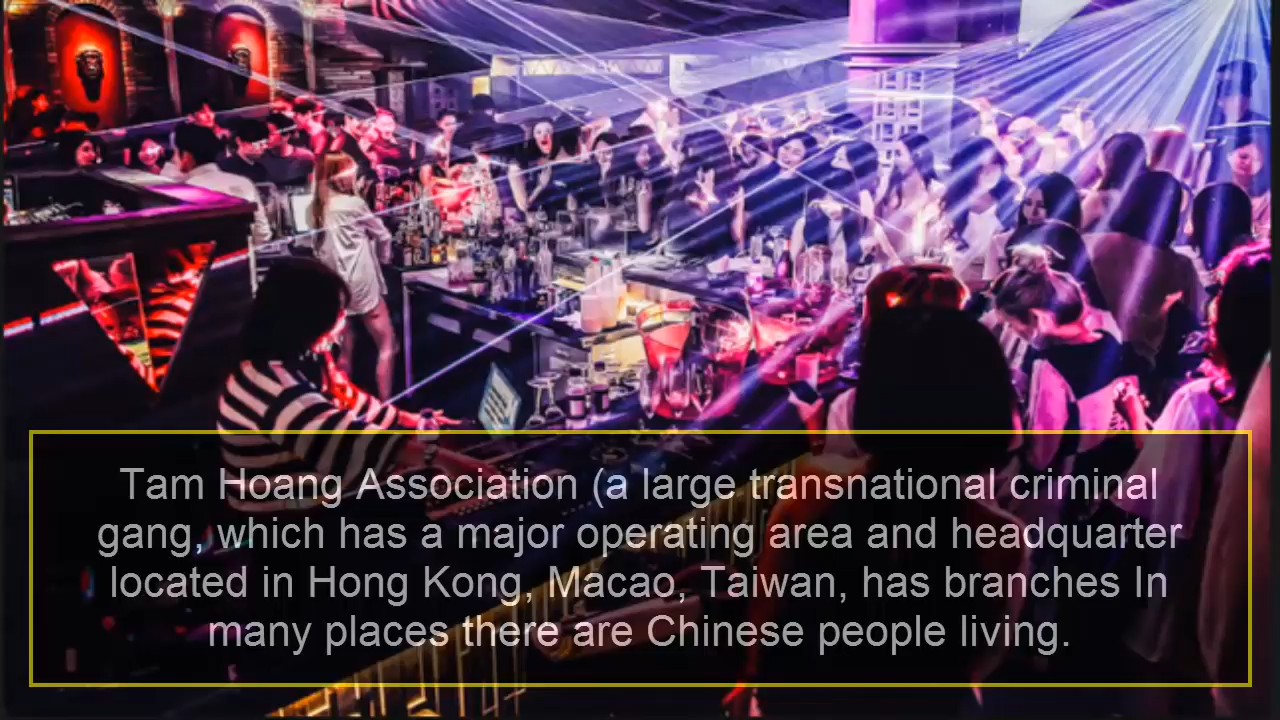 Tam Hoang Association (a large transnational criminal
gang, which has a major operating area and headquarter
located in Hong Kong, Macao, Taiwan, has branches In
many places there are Chinese people living.